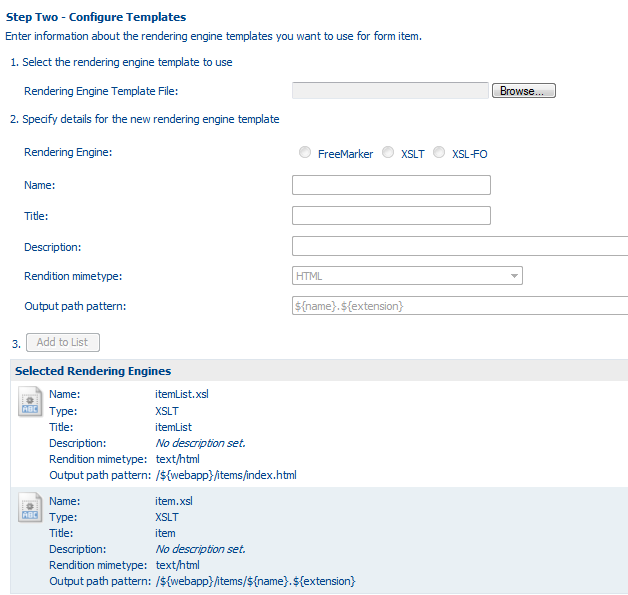 Step Two - Configure Templates
Enter information about the rendering engine templates you want to use for form item.
1. Select the rendering engine template to use
Rendering Engine Template File: Browse...
2. Specify details for the new rendering engine template
Rendering Engine: FreeMarker XSLT XSL-FO
Name:
Title:
Description:
Rendition mimetype: HTML
Output path pattern: ${name}.${extension}
3. Add to List
Selected Rendering Engines
Name: itemList.xsl
Type: XSLT
Title: itemList
Description: No description set.
Rendition mimetype: text/html
Output path pattern: /${webapp}/items/index.html
Name: item.xsl
Type: XSLT
Title: item
Description: No description set.
Rendition mimetype: text/html
Output path pattern: /${webapp}/items/${name}.${extension}
ABC
ABC